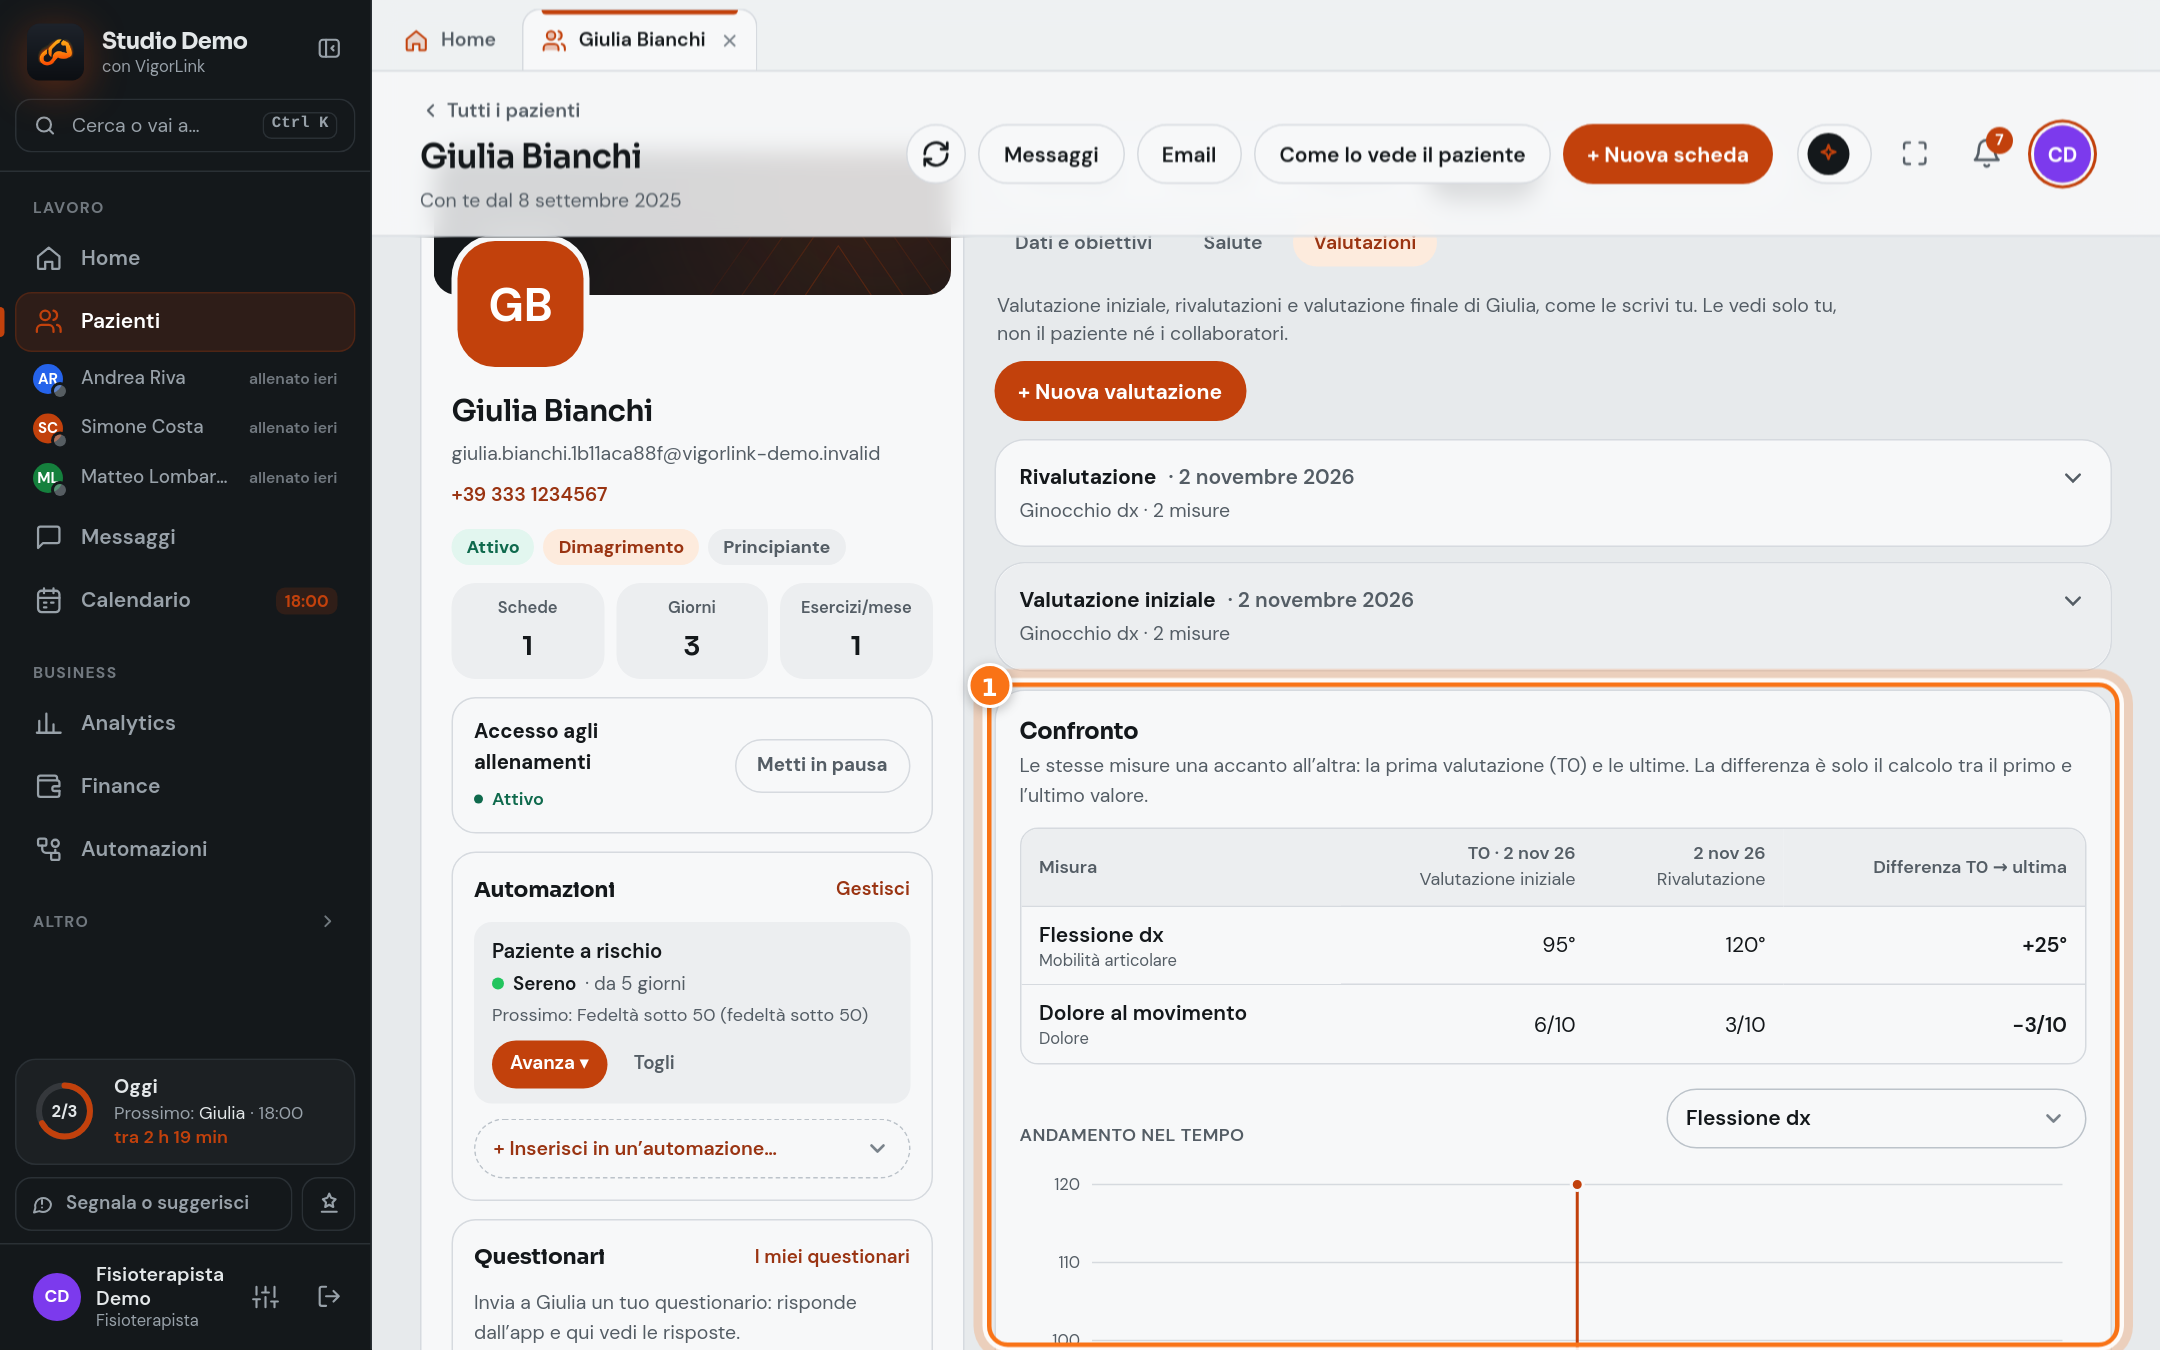 Studio Demo
con VigorLink
Cerca o vai a...
Ctrl K
LAVORO
Home
Pazienti
AR Andrea Riva allenato ieri
SC Simone Costa allenato ieri
ML Matteo Lombar... allenato ieri
Messaggi
Calendario 18:00
BUSINESS
Analytics
Finance
Automazioni
ALTRO
2/3
Oggi
Prossimo: Giulia · 18:00
tra 2 h 19 min
Segnala o suggerisci
CD
Fisioterapista
Demo
Fisioterapista
Home
Giulia Bianchi
Tutti i pazienti
Giulia Bianchi
Con te dal 8 settembre 2025
Messaggi
Email
Come lo vede il paziente
+ Nuova scheda
7
CD
GB
Giulia Bianchi
giulia.bianchi.1b11aca88f@vigorlink-demo.invalid
+39 333 1234567
Attivo
Dimagrimento
Principiante
Schede
1
Giorni
3
Esercizi/mese
1
Accesso agli
allenamenti
Attivo
Metti in pausa
Automazioni
Gestisci
Paziente a rischio
Sereno · da 5 giorni
Prossimo: Fedeltà sotto 50 (fedeltà sotto 50)
Avanza ▾
Togli
+ Inserisci in un’automazione...
Questionari
I miei questionari
Invia a Giulia un tuo questionario: risponde
dall’app e qui vedi le risposte.
Dati e obiettivi
Salute
Valutazioni
Valutazione iniziale, rivalutazioni e valutazione finale di Giulia, come le scrivi tu. Le vedi solo tu,
non il paziente né i collaboratori.
+ Nuova valutazione
Rivalutazione · 2 novembre 2026
Ginocchio dx · 2 misure
Valutazione iniziale · 2 novembre 2026
Ginocchio dx · 2 misure
1
Confronto
Le stesse misure una accanto all’altra: la prima valutazione (T0) e le ultime. La differenza è solo il calcolo tra il primo e
l’ultimo valore.
Misura
T0 · 2 nov 26
Valutazione iniziale
2 nov 26
Rivalutazione
Differenza T0 → ultima
Flessione dx
Mobilità articolare
95°
120°
+25°
Dolore al movimento
Dolore
6/10
3/10
−3/10
ANDAMENTO NEL TEMPO
Flessione dx
120
110
100